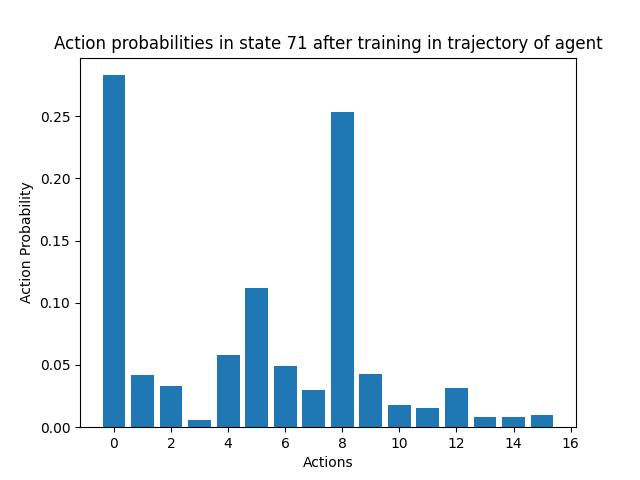 Action probabilities in state 71 after training in trajectory of agent
Action Probability
0.25
0.20
0.15
0.10
0.05
0.00
0 2 4 6 8 10 12 14 16
Actions